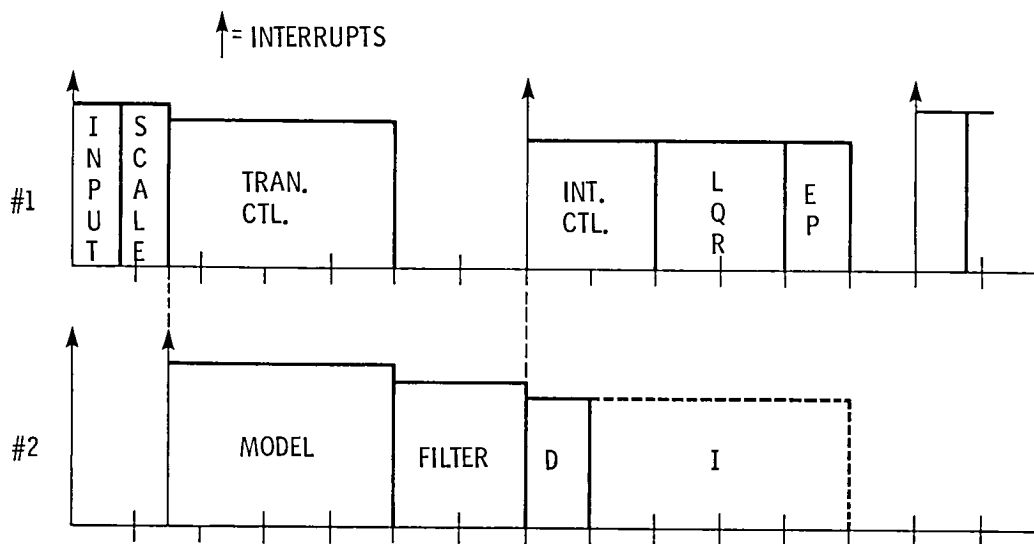 = INTERRUPTS
#1
INPUT
SCALE
TRAN.
CTL.
INT.
CTL.
LQR
EP
#2
MODEL
FILTER
D
I